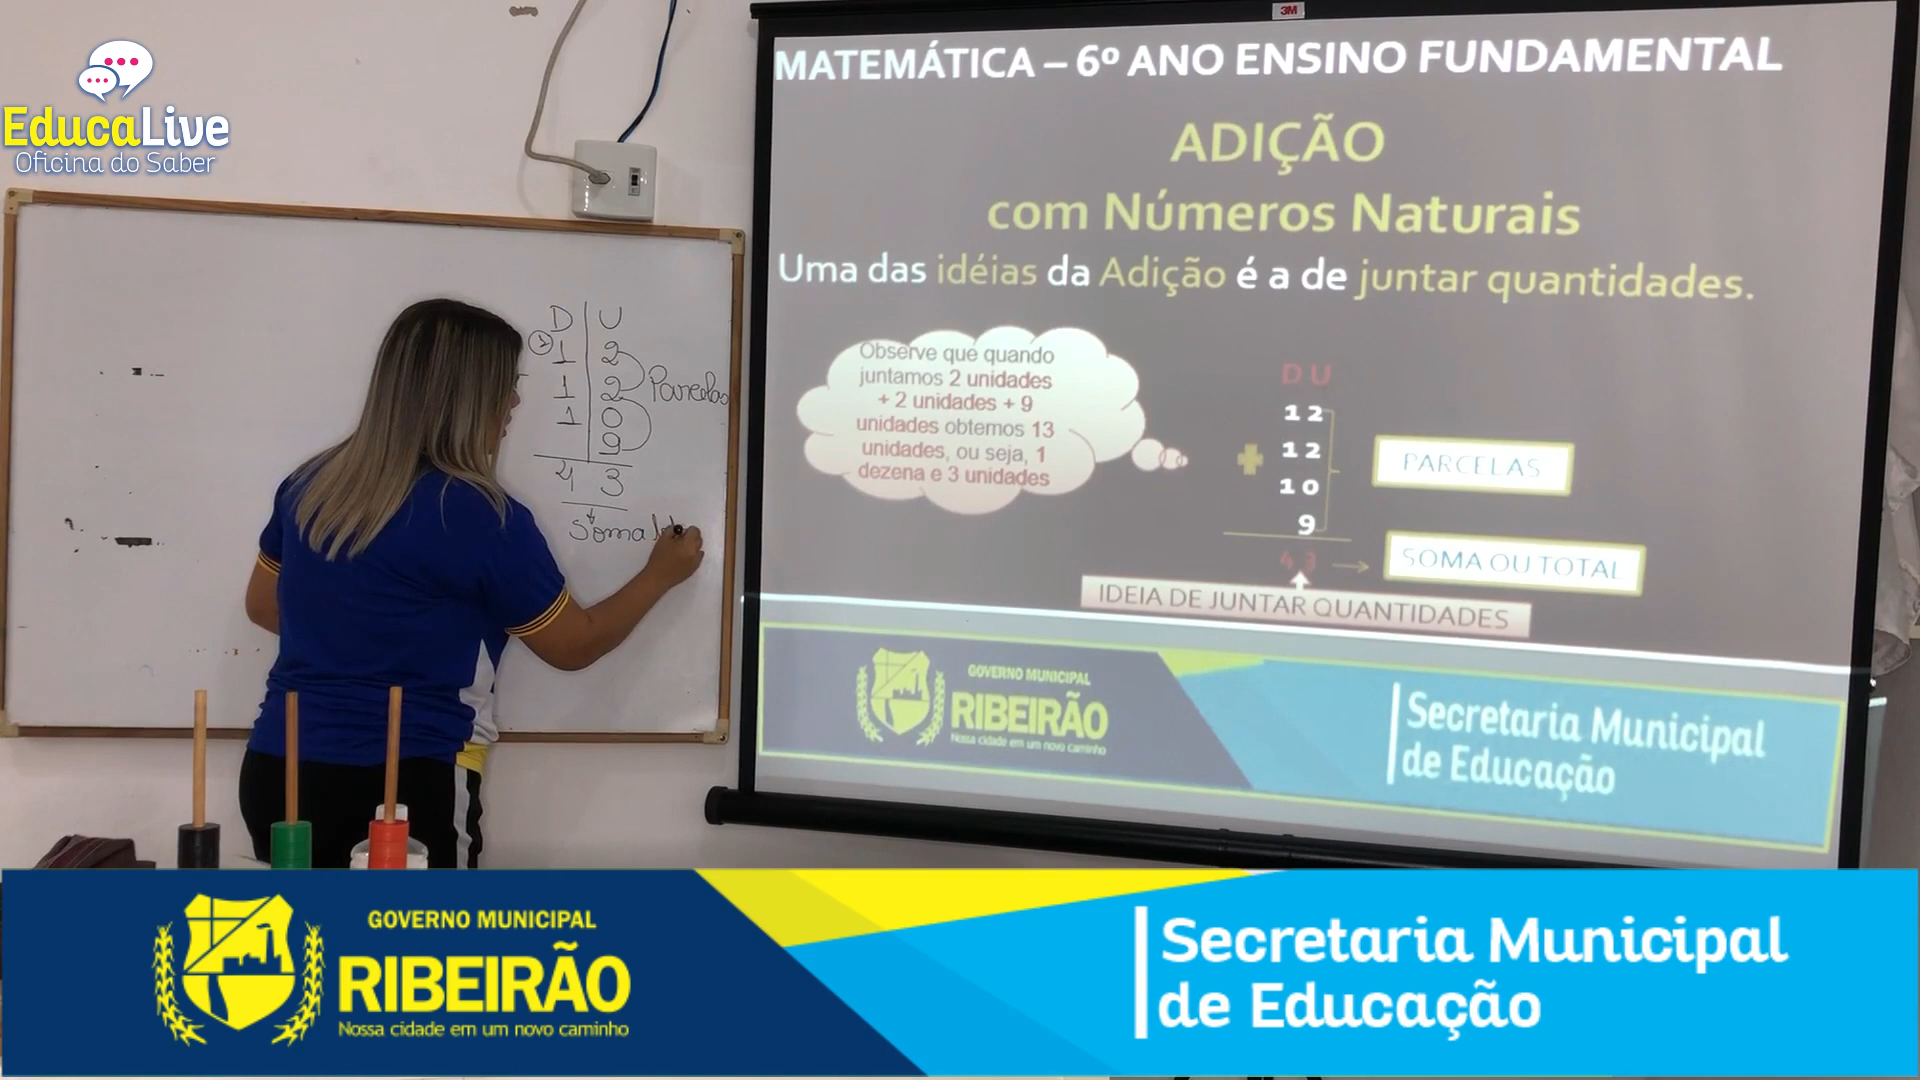 EducaLive
Oficina do Saber
D U
1 1 2
1 2
1 0
9
4 3
Parcelas
Soma
3M
MATEMÁTICA – 6º ANO ENSINO FUNDAMENTAL
ADIÇÃO
com Números Naturais
Uma das idéias da Adição é a de juntar quantidades.
Observe que quando
juntamos 2 unidades
+ 2 unidades + 9
unidades obtemos 13
unidades, ou seja, 1
dezena e 3 unidades
D U
1 2
+ 1 2
1 0
9
4 3
PARCELAS
SOMA OU TOTAL
IDEIA DE JUNTAR QUANTIDADES
GOVERNO MUNICIPAL
RIBEIRÃO
Nossa cidade em um novo caminho
Secretaria Municipal
de Educação
GOVERNO MUNICIPAL
RIBEIRÃO
Nossa cidade em um novo caminho
Secretaria Municipal
de Educação